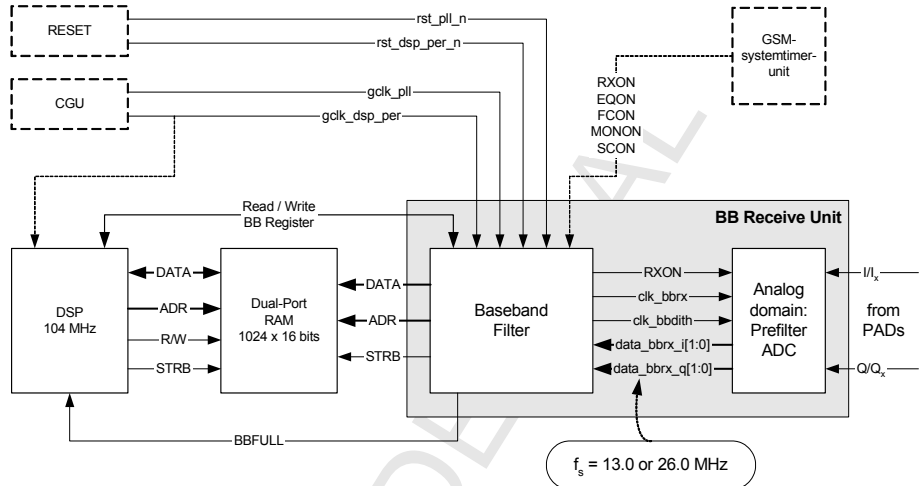 RESET
rst_pll_n
rst_dsp_per_n
GSM-
systemtimer-
unit
CGU
gclk_pll
gclk_dsp_per
RXON
EQON
FCON
MONON
SCON
Read / Write
BB Register
BB Receive Unit
DSP
104 MHz
DATA
ADR
R/W
STRB
Dual-Port
RAM
1024 x 16 bits
DATA
ADR
STRB
Baseband
Filter
RXON
clk_bbrx
clk_bbdith
data_bbrx_i[1:0]
data_bbrx_q[1:0]
Analog
domain:
Prefilter
ADC
I/Ix
from
PADs
Q/Qx
BBFULL
fs = 13.0 or 26.0 MHz